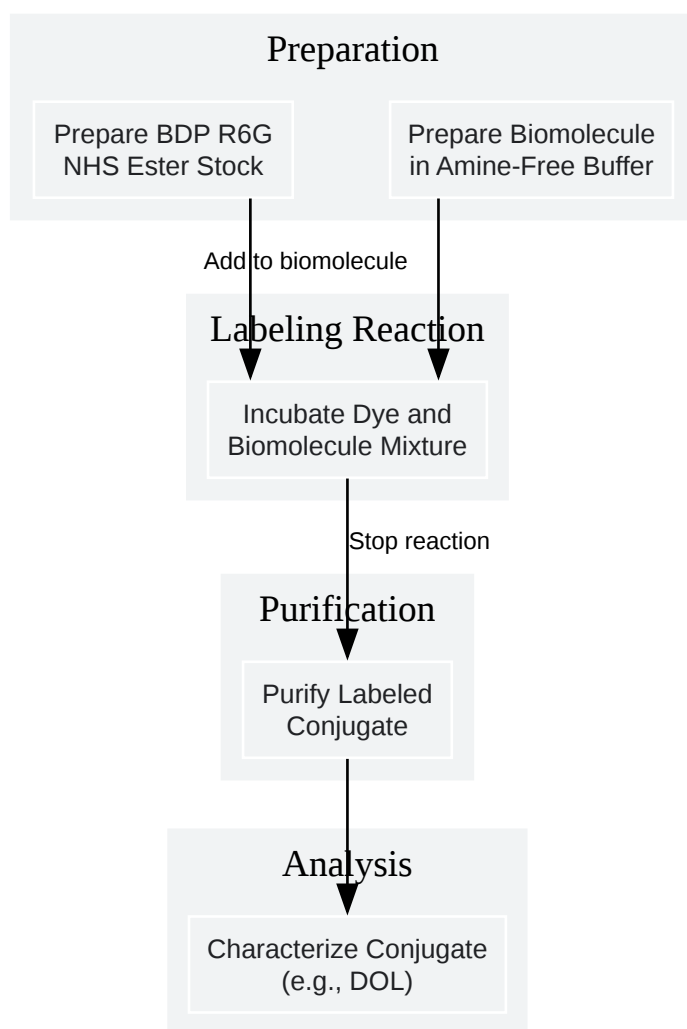 Preparation
Prepare BDP R6G
NHS Ester Stock
Prepare Biomolecule
in Amine-Free Buffer
Add to biomolecule
Labeling Reaction
Incubate Dye and
Biomolecule Mixture
Stop reaction
Purification
Purify Labeled
Conjugate
Analysis
Characterize Conjugate
(e.g., DOL)